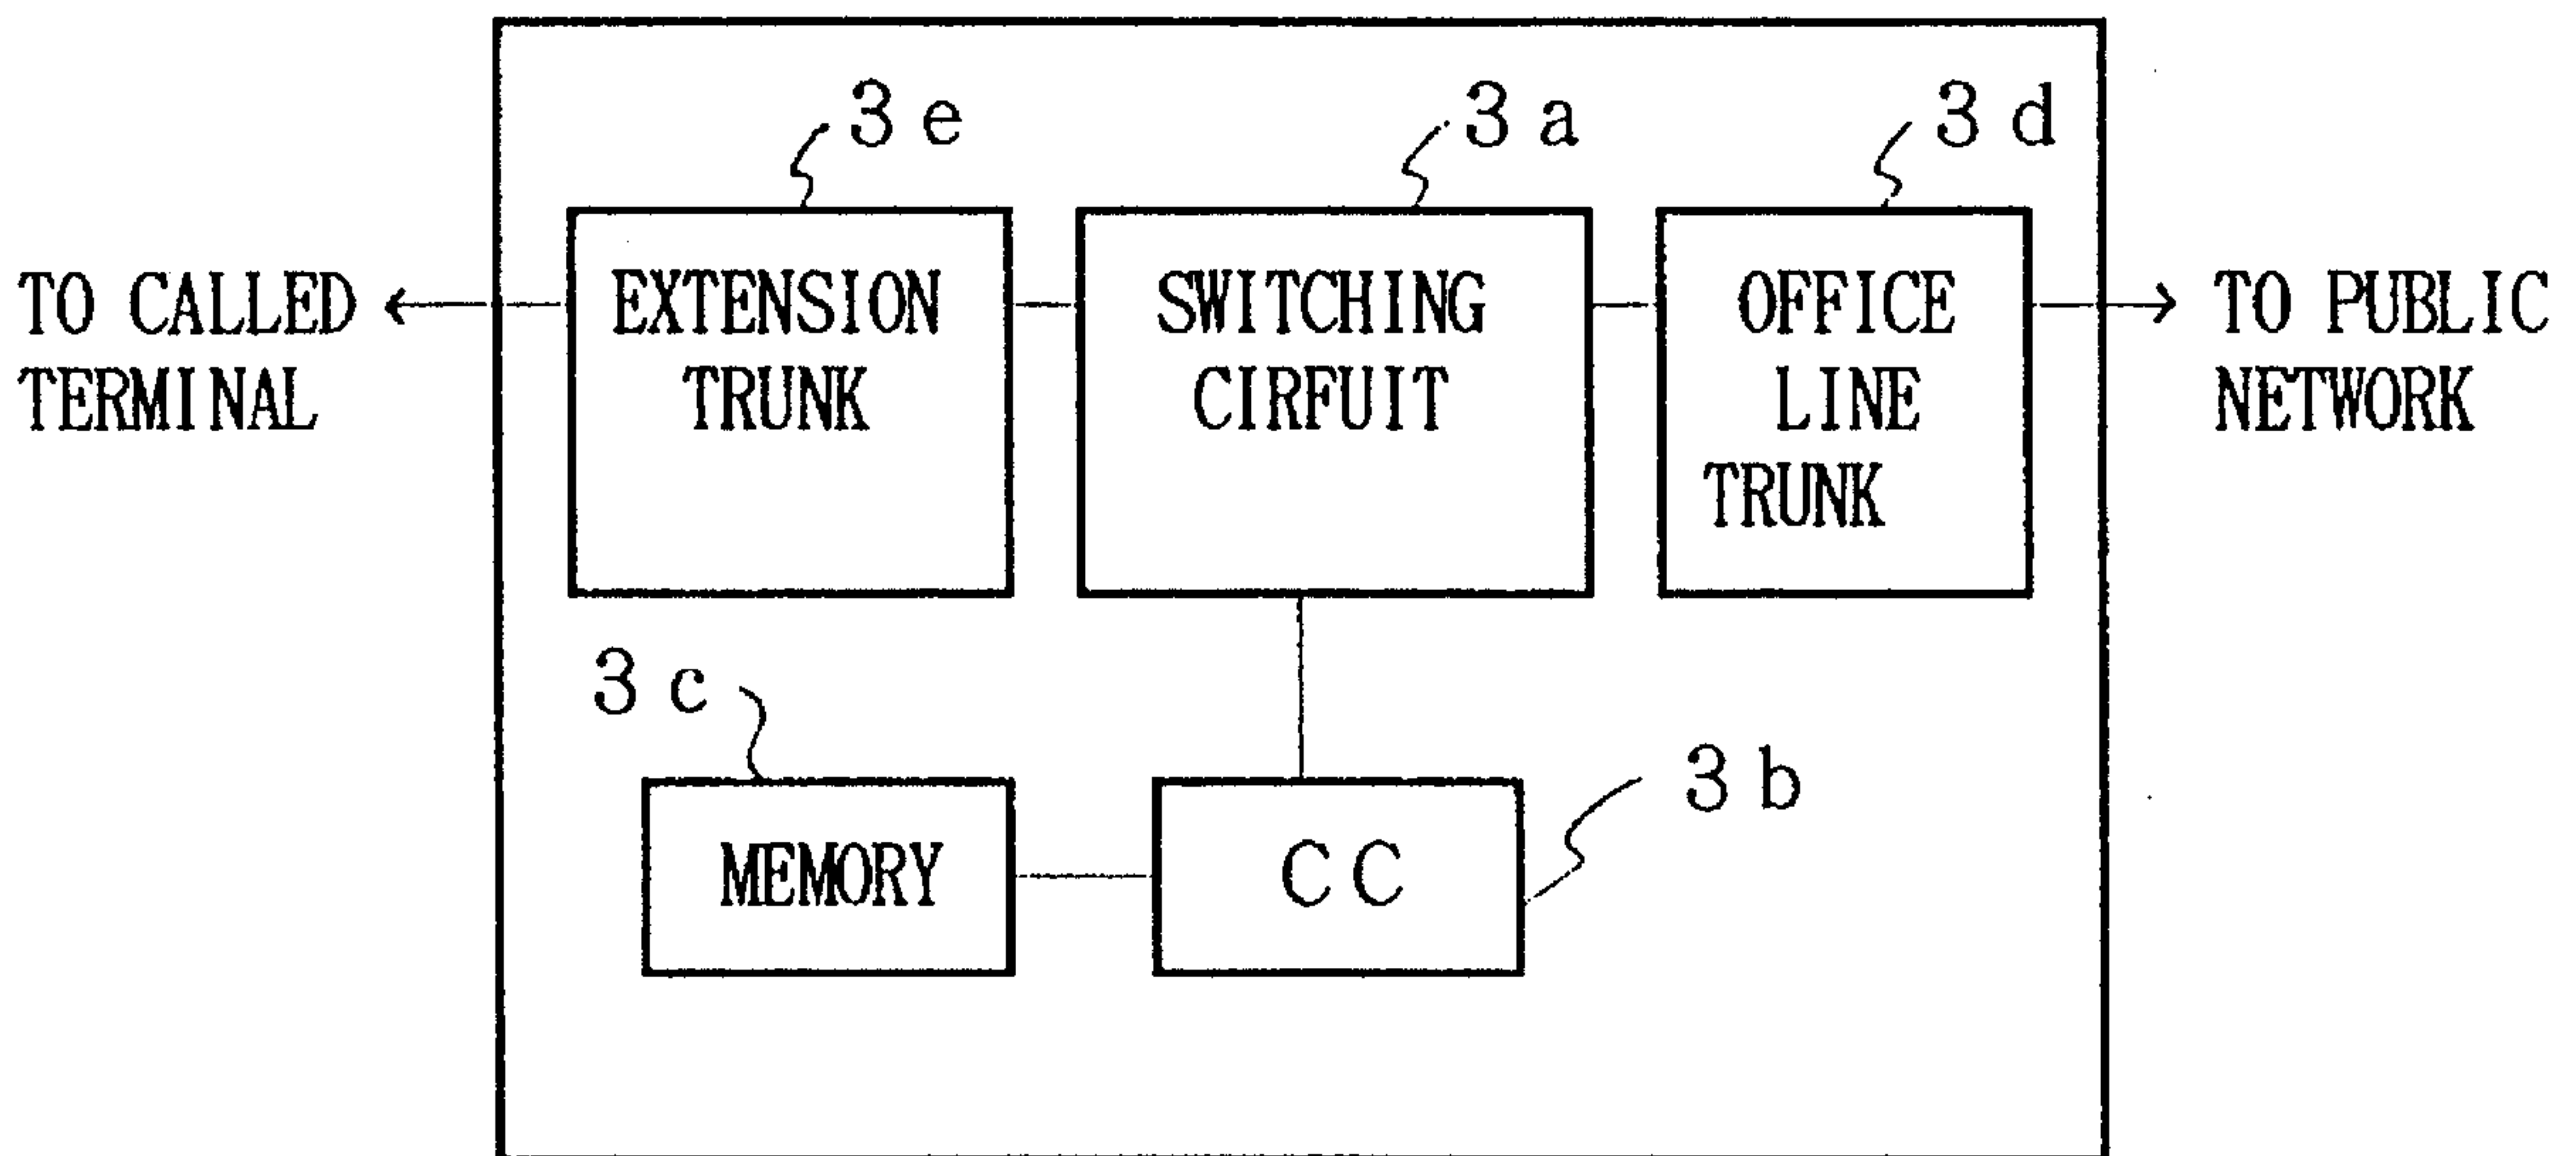 3e
3a
3d
TO CALLED
TERMINAL
EXTENSION
TRUNK
SWITCHING
CIRFUIT
OFFICE
LINE
TRUNK
TO PUBLIC
NETWORK
3c
3b
MEMORY
CC